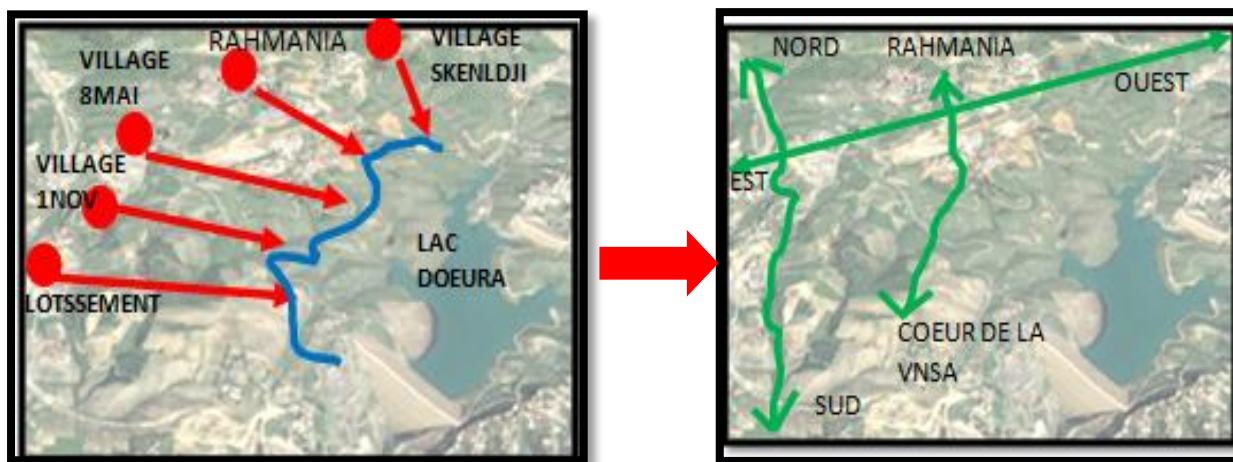 RAHMANIA
VILLAGE
SKENLDJI
VILLAGE
8MAI
VILLAGE
1NOV
LAC
DOEURA
LOTSSEMENT
NORD
RAHMANIA
OUEST
EST
COEUR DE LA
VNSA
SUD